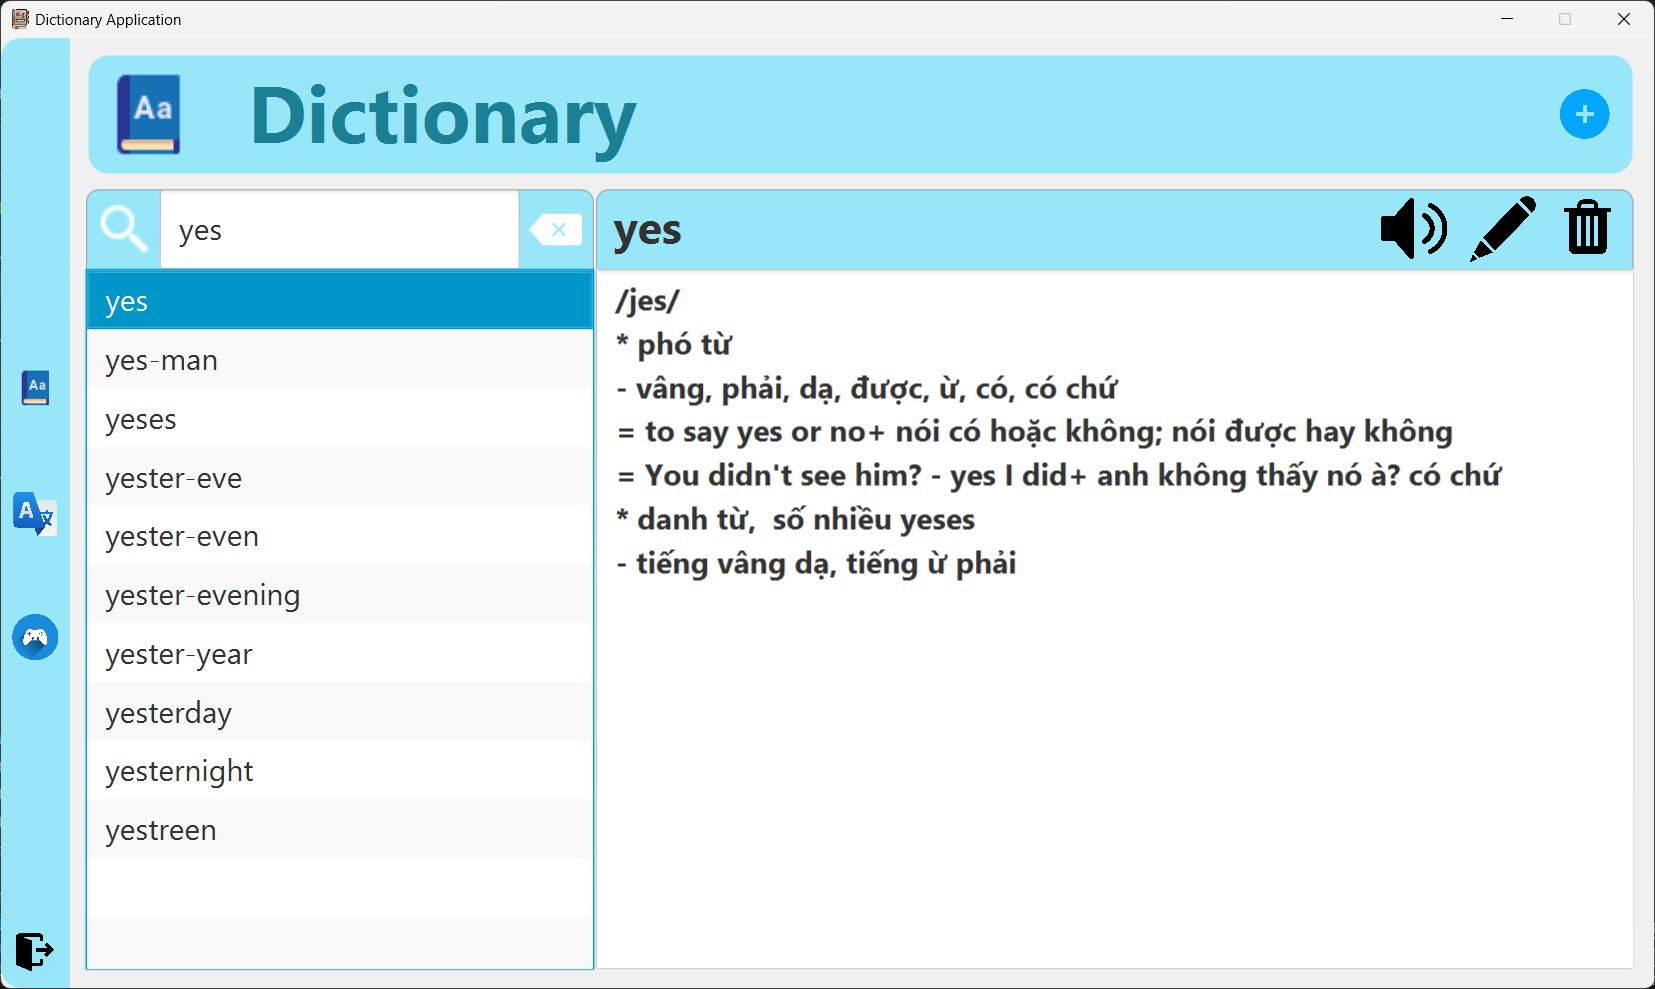 Dictionary Application
Aa
Dictionary
yes
yes
yes
yes-man
yeses
yester-eve
yester-even
yester-evening
yester-year
yesterday
yesternight
yestreen
/jes/
* phó từ
- vâng, phải, dạ, được, ừ, có, có chứ
= to say yes or no+ nói có hoặc không; nói được hay không
= You didn't see him? - yes I did+ anh không thấy nó à? có chứ
* danh từ,  số nhiều yeses
- tiếng vâng dạ, tiếng ừ phải
Aa
A 文